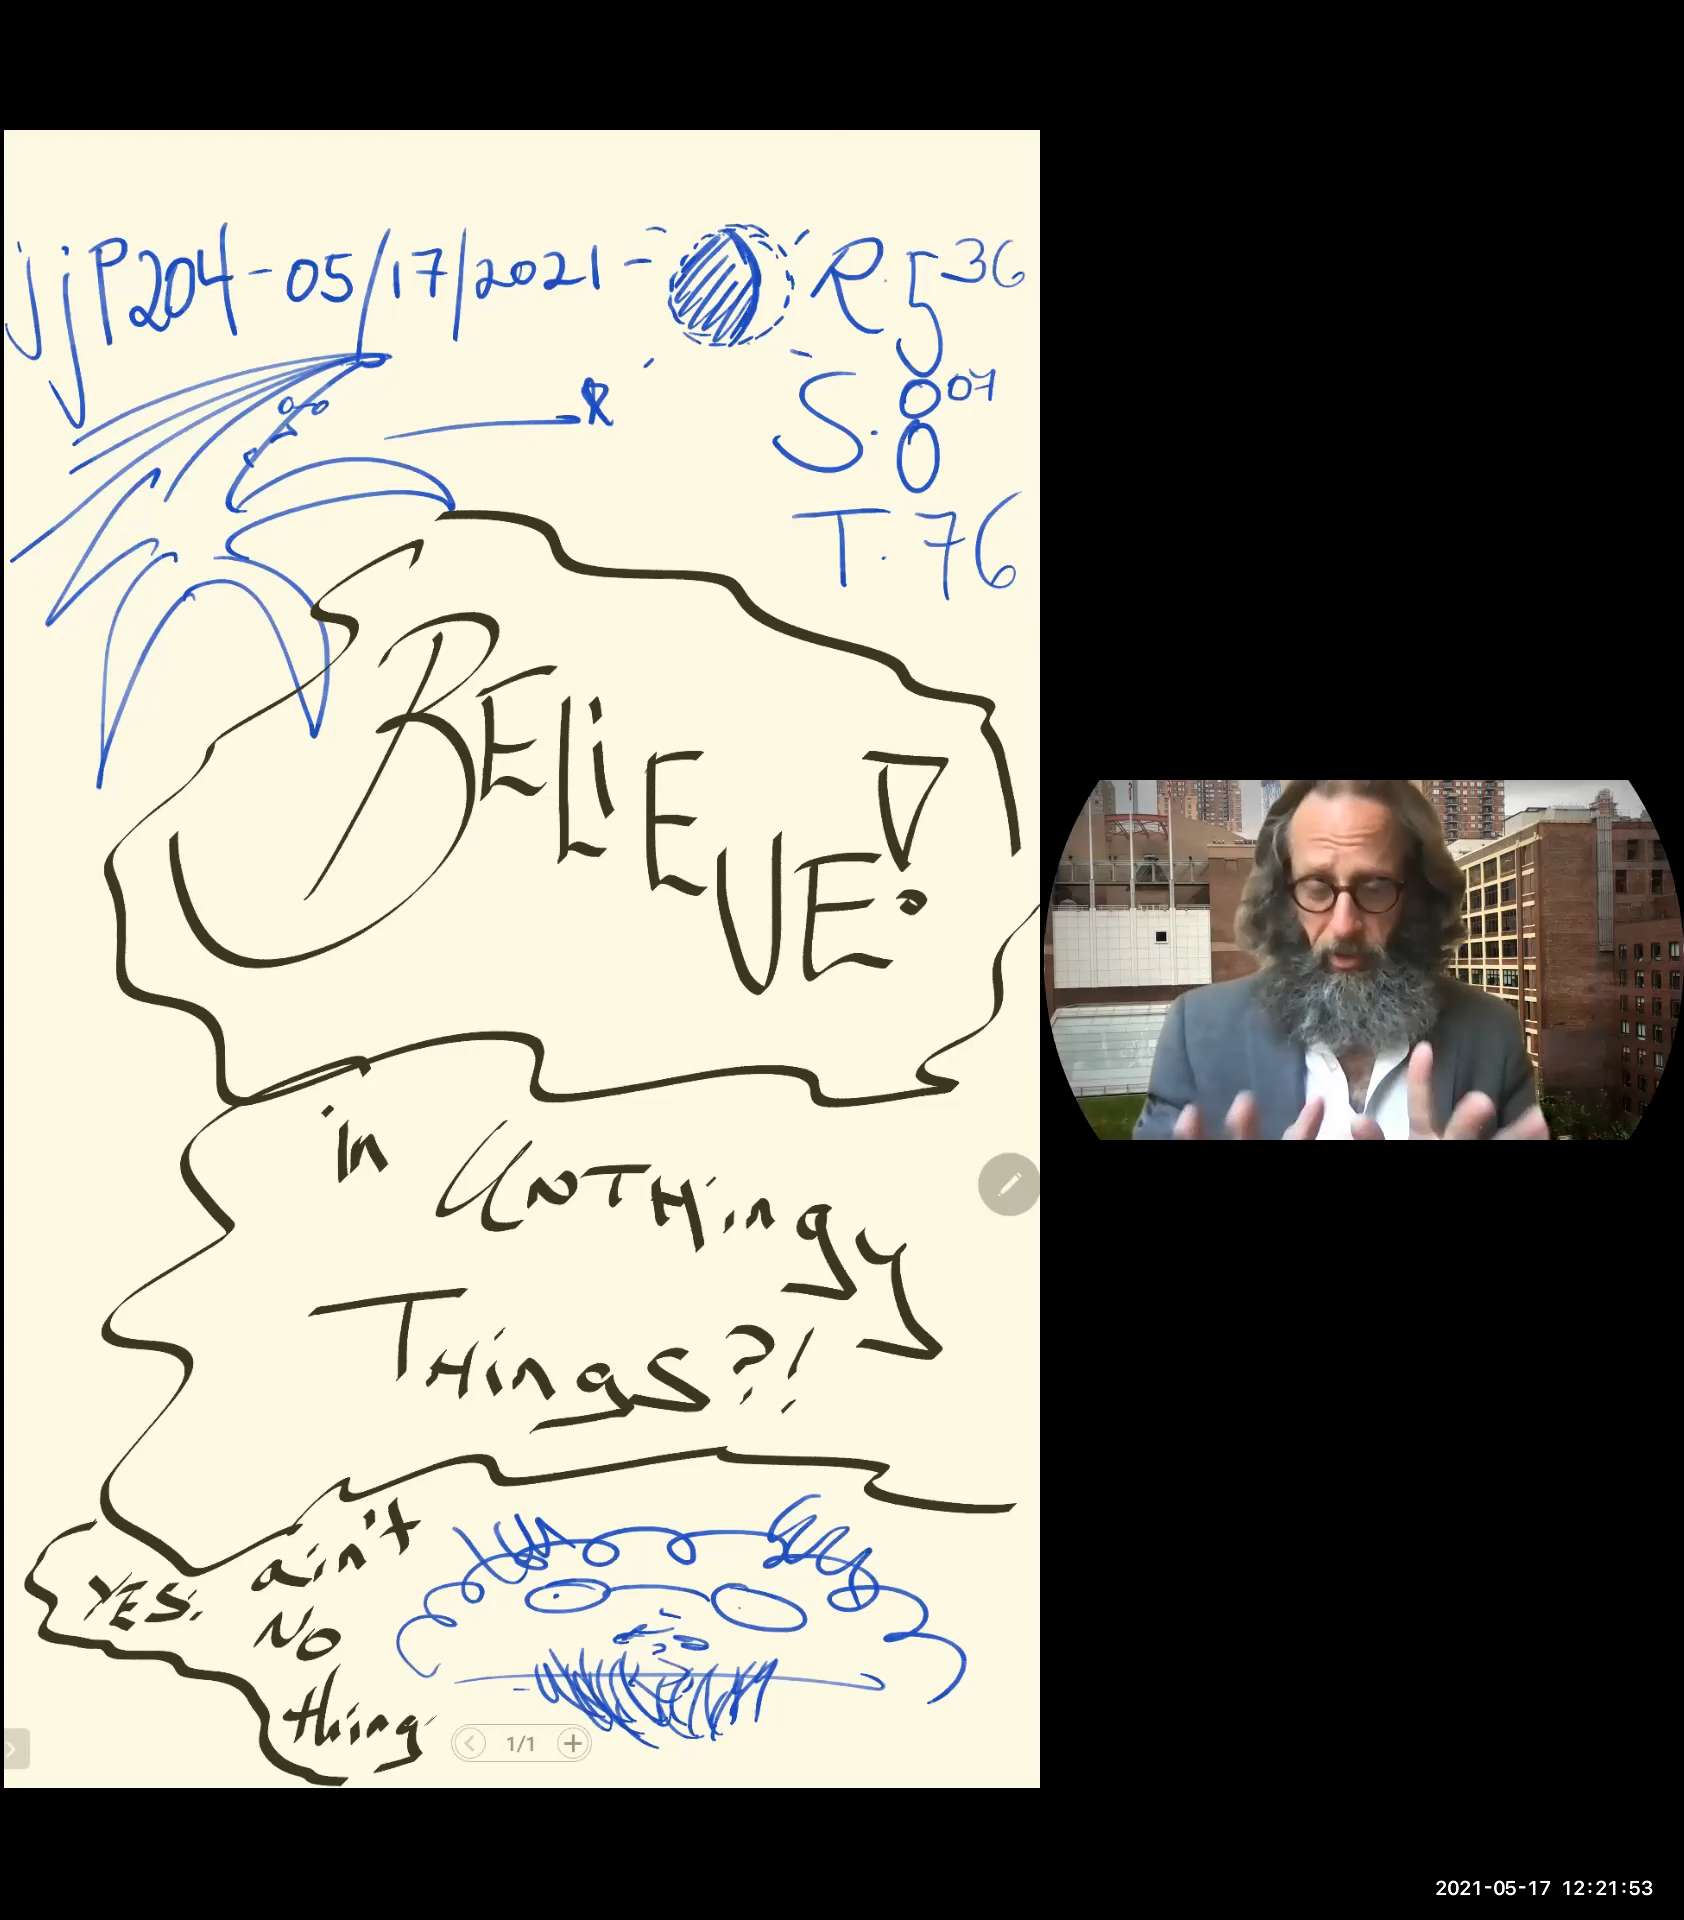 jjP204-05/17/2021-
R. 5 36
S. 8 07
T. 76
BELiEVE!
in UNTHingy
THings?!
YES. ain't
NO
thing
1/1
2021-05-17 12:21:53